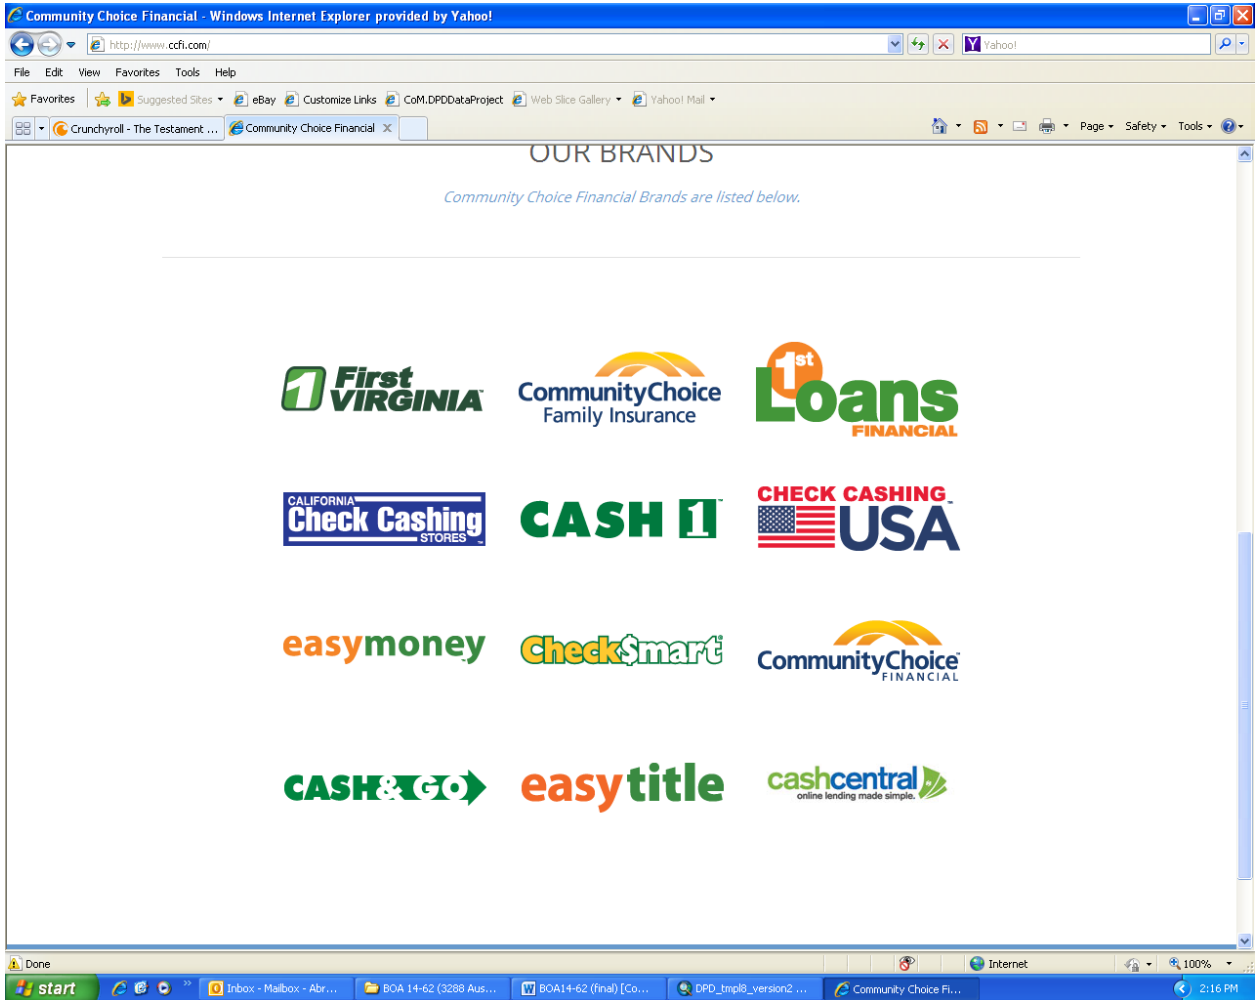 Community Choice Financial - Windows Internet Explorer provided by Yahoo!
http://www.ccfi.com/
Yahoo!
File Edit View Favorites Tools Help
Favorites Suggested Sites eBay Customize Links CoM.DPDDataProject Web Slice Gallery Yahoo! Mail
Crunchyroll - The Testament ... Community Choice Financial Page Safety Tools
OUR BRANDS
Community Choice Financial Brands are listed below.
1 First VIRGINIA™
CommunityChoice
Family Insurance
1st Loans
FINANCIAL
CALIFORNIA
Check Cashing
STORES™
CASH 1™
CHECK CASHING™
USA
easymoney
Check$mart
CommunityChoice
FINANCIAL
CASH & GO
easytitle
cashcentral
online lending made simple.
Done Internet 100%
start Inbox - Mailbox - Abr... BOA 14-62 (3288 Aus... BOA14-62 (final) [Co... DPD_tmpl8_version2 ... Community Choice Fi... 2:16 PM